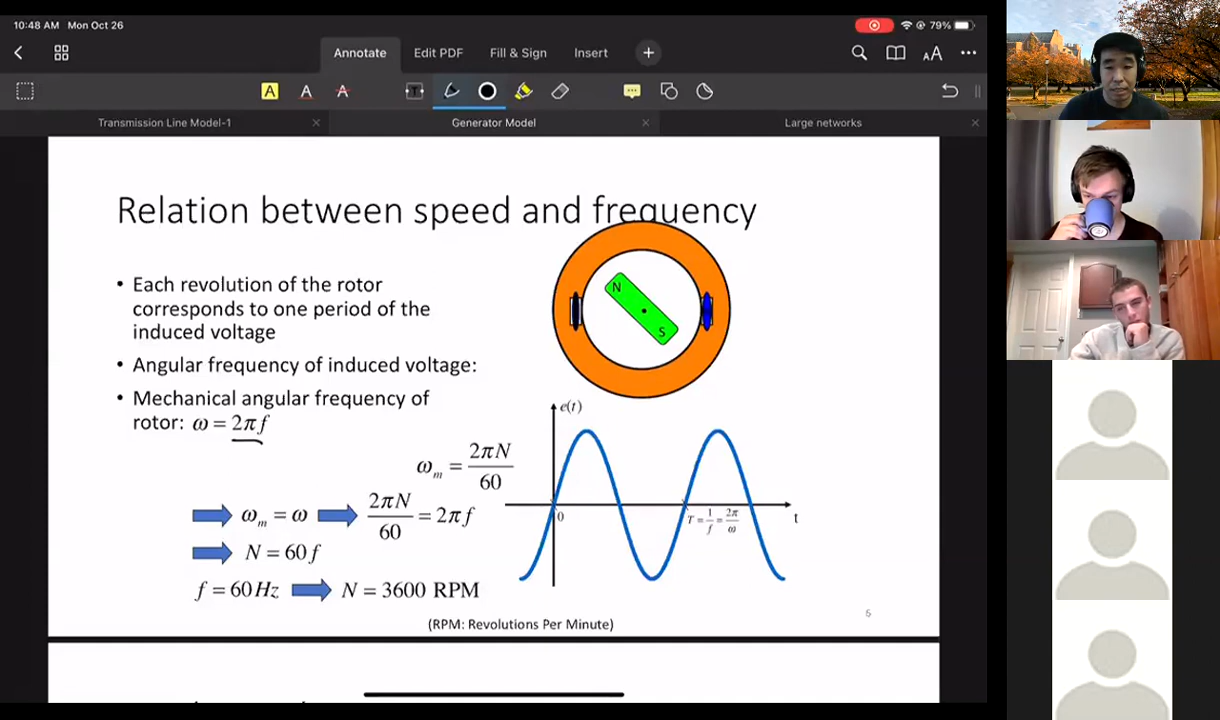 10:48 AM Mon Oct 26
79%
Annotate Edit PDF Fill & Sign Insert +
AA
A A A T
Transmission Line Model-1 × Generator Model × Large networks ×
Relation between speed and frequency
• Each revolution of the rotor
corresponds to one period of the
induced voltage
• Angular frequency of induced voltage:
• Mechanical angular frequency of
rotor: ω = 2πf
ω_m = 2πN/60
ω_m = ω 2πN/60 = 2πf
N = 60f
f = 60Hz N = 3600 RPM
(RPM: Revolutions Per Minute)
N
S
e(t)
0
T = 1/f = 2π/ω
t
6